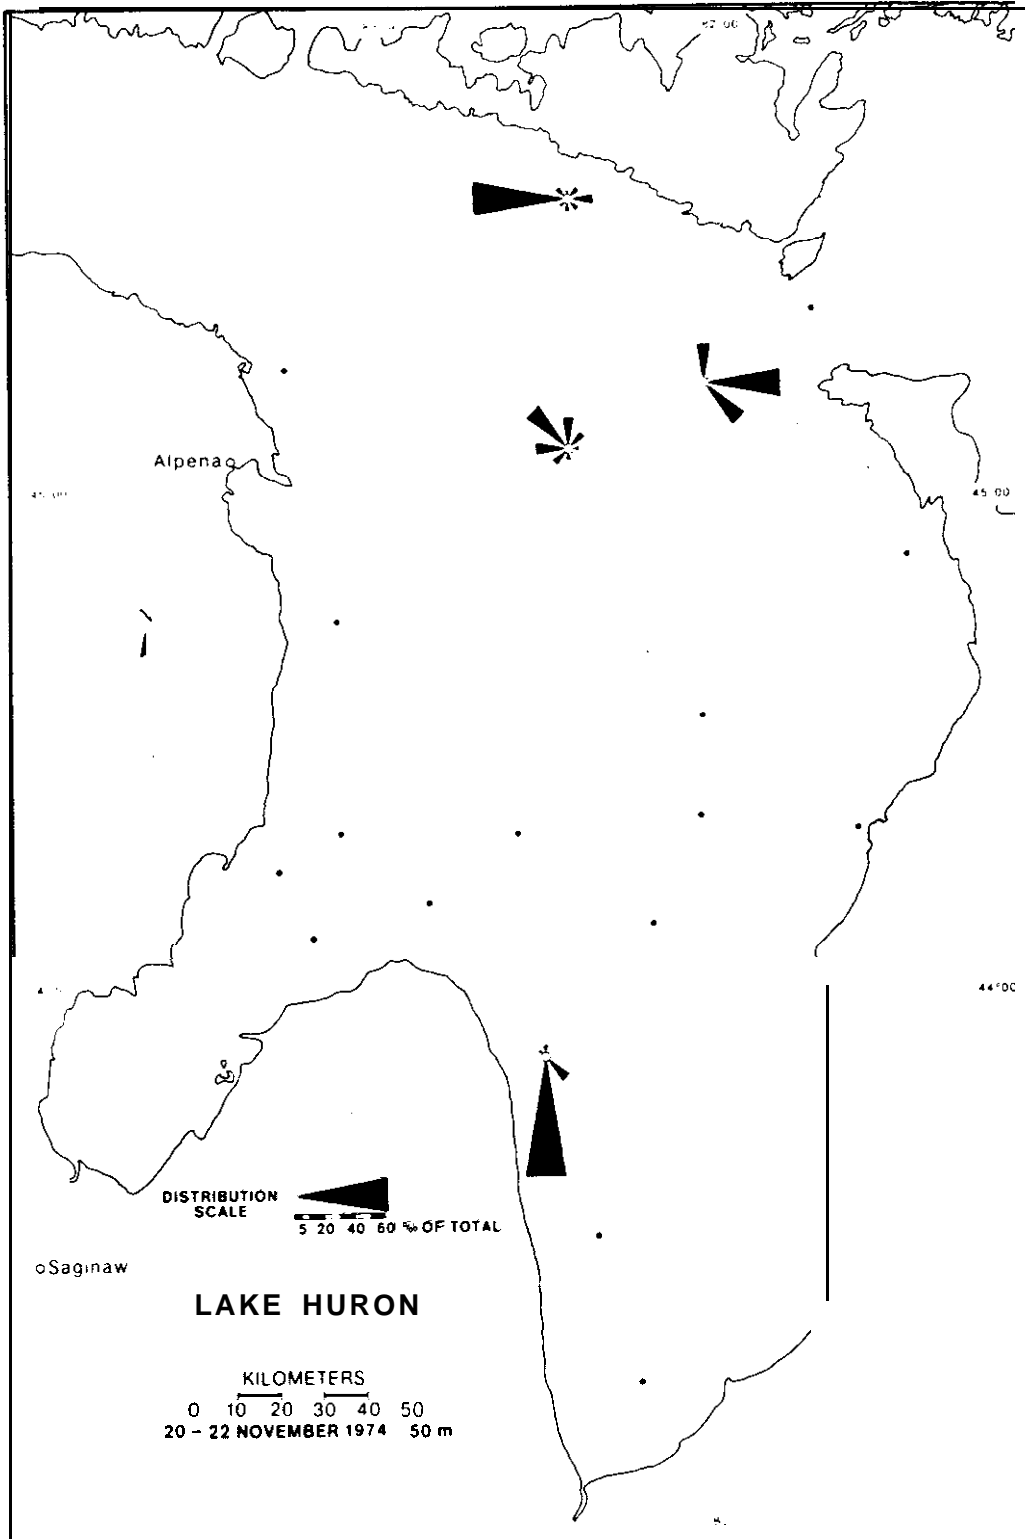 Alpena
45 00
44°00
DISTRIBUTION
SCALE
5 20 40 60 % OF TOTAL
Saginaw
LAKE HURON
KILOMETERS
0 10 20 30 40 50
20 - 22 NOVEMBER 1974 50 m